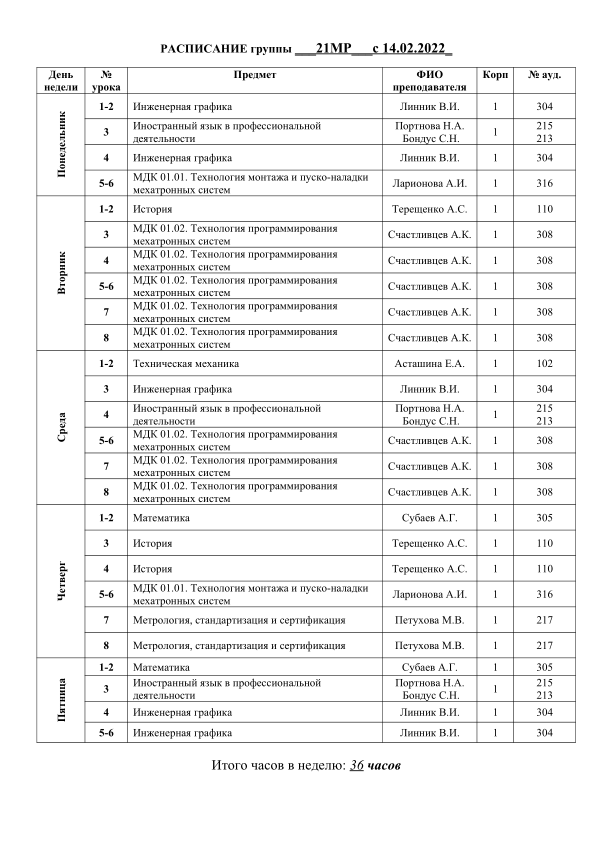 РАСПИСАНИЕ группы ___21МР___с 14.02.2022_
День недели № урока Предмет ФИО преподавателя Корп № ауд.
Понедельник
1-2 Инженерная графика Линник В.И. 1 304
3 Иностранный язык в профессиональной деятельности Портнова Н.А. Бондус С.Н. 1 215 213
4 Инженерная графика Линник В.И. 1 304
5-6 МДК 01.01. Технология монтажа и пуско-наладки мехатронных систем Ларионова А.И. 1 316
Вторник
1-2 История Терещенко А.С. 1 110
3 МДК 01.02. Технология программирования мехатронных систем Счастливцев А.К. 1 308
4 МДК 01.02. Технология программирования мехатронных систем Счастливцев А.К. 1 308
5-6 МДК 01.02. Технология программирования мехатронных систем Счастливцев А.К. 1 308
7 МДК 01.02. Технология программирования мехатронных систем Счастливцев А.К. 1 308
8 МДК 01.02. Технология программирования мехатронных систем Счастливцев А.К. 1 308
Среда
1-2 Техническая механика Асташина Е.А. 1 102
3 Инженерная графика Линник В.И. 1 304
4 Иностранный язык в профессиональной деятельности Портнова Н.А. Бондус С.Н. 1 215 213
5-6 МДК 01.02. Технология программирования мехатронных систем Счастливцев А.К. 1 308
7 МДК 01.02. Технология программирования мехатронных систем Счастливцев А.К. 1 308
8 МДК 01.02. Технология программирования мехатронных систем Счастливцев А.К. 1 308
Четверг
1-2 Математика Субаев А.Г. 1 305
3 История Терещенко А.С. 1 110
4 История Терещенко А.С. 1 110
5-6 МДК 01.01. Технология монтажа и пуско-наладки мехатронных систем Ларионова А.И. 1 316
7 Метрология, стандартизация и сертификация Петухова М.В. 1 217
8 Метрология, стандартизация и сертификация Петухова М.В. 1 217
Пятница
1-2 Математика Субаев А.Г. 1 305
3 Иностранный язык в профессиональной деятельности Портнова Н.А. Бондус С.Н. 1 215 213
4 Инженерная графика Линник В.И. 1 304
5-6 Инженерная графика Линник В.И. 1 304
Итого часов в неделю: 36 часов